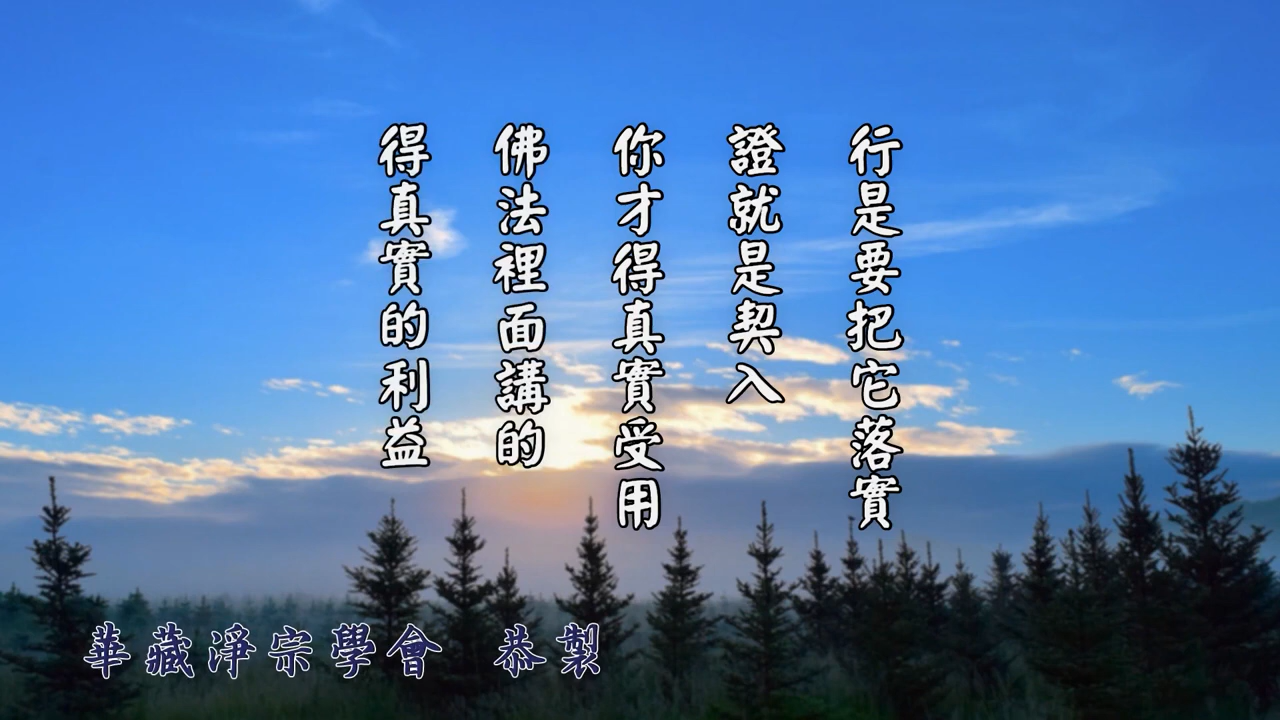 行是要把它落實
證就是契入
你才得真實受用
佛法裡面講的
得真實的利益
華藏淨宗學會 恭製